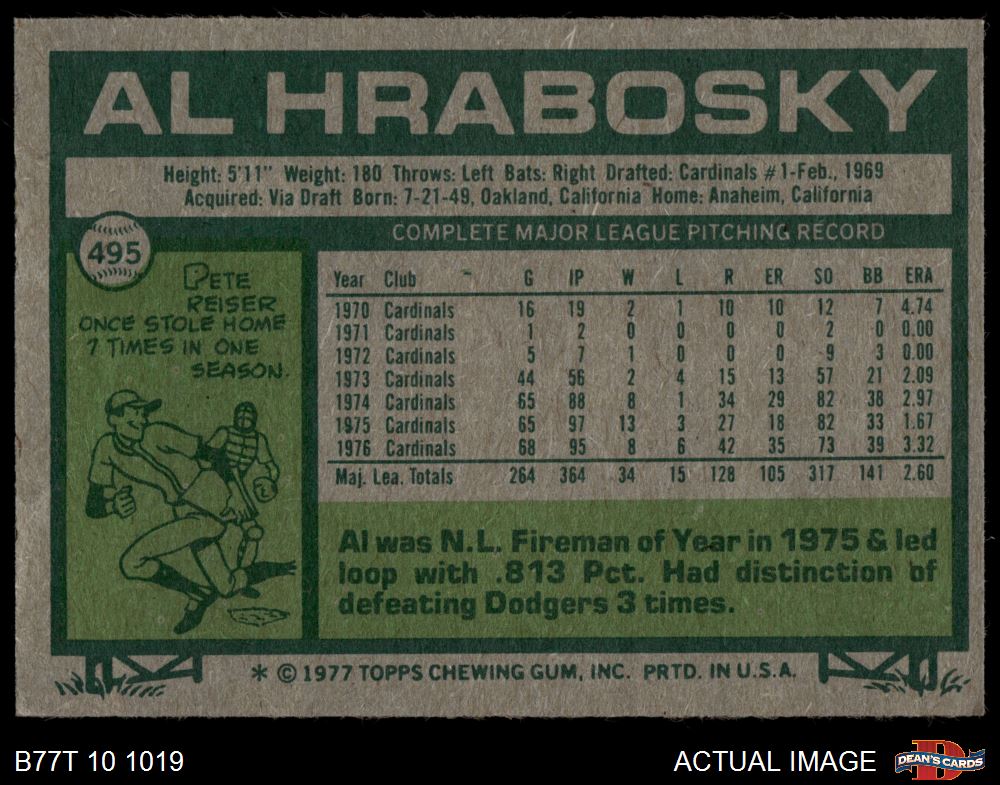 AL HRABOSKY
Height: 5'11" Weight: 180 Throws: Left Bats: Right Drafted: Cardinals #1-Feb., 1969
Acquired: Via Draft Born: 7-21-49, Oakland, California Home: Anaheim, California
495
COMPLETE MAJOR LEAGUE PITCHING RECORD
PETE
REISER
ONCE STOLE HOME
7 TIMES IN ONE
SEASON.
Year Club G IP W L R ER SO BB ERA
1970 Cardinals 16 19 2 1 10 10 12 7 4.74
1971 Cardinals 1 2 0 0 0 0 2 0 0.00
1972 Cardinals 5 7 1 0 0 0 9 3 0.00
1973 Cardinals 44 56 2 4 15 13 57 21 2.09
1974 Cardinals 65 88 8 1 34 29 82 38 2.97
1975 Cardinals 65 97 13 3 27 18 82 33 1.67
1976 Cardinals 68 95 8 6 42 35 73 39 3.32
Maj. Lea. Totals 264 364 34 15 128 105 317 141 2.60
Al was N.L. Fireman of Year in 1975 & led
loop with .813 Pct. Had distinction of
defeating Dodgers 3 times.
* © 1977 TOPPS CHEWING GUM, INC. PRTD. IN U.S.A.
B77T 10 1019
ACTUAL IMAGE
DEAN'S CARDS